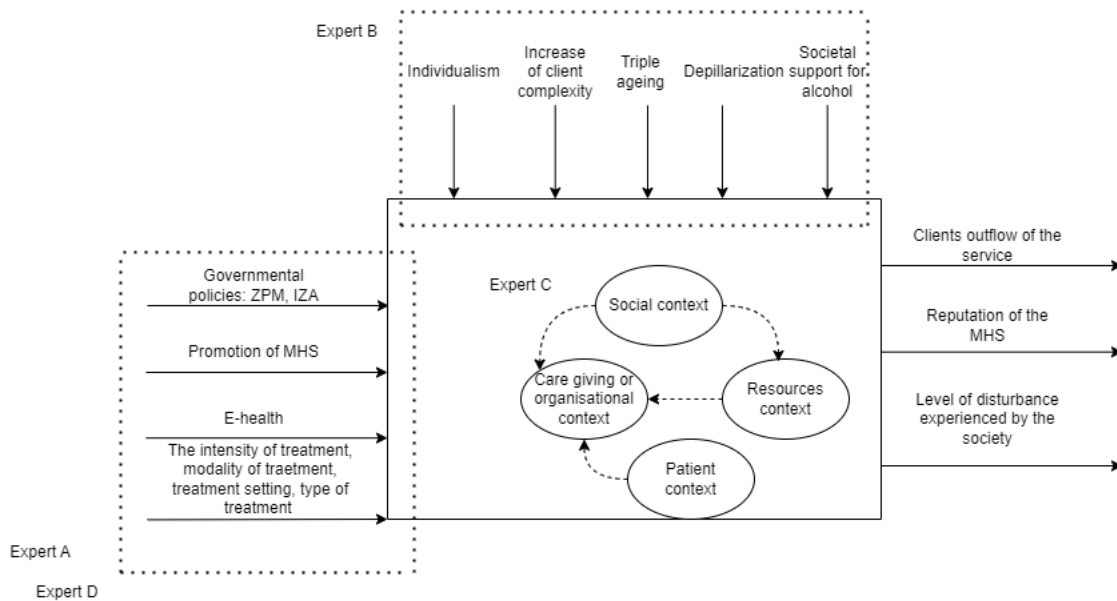 Expert B
Individualism
Increase
of client
complexity
Triple
ageing
Depillarization
Societal
support for
alcohol
Governmental
policies: ZPM, IZA
Promotion of MHS
E-health
The intensity of treatment,
modality of traetment,
treatment setting, type of
treatment
Expert A
Expert D
Expert C
Social context
Care giving or
organisational
context
Resources
context
Patient
context
Clients outflow of the
service
Reputation of the
MHS
Level of disturbance
experienced by the
society